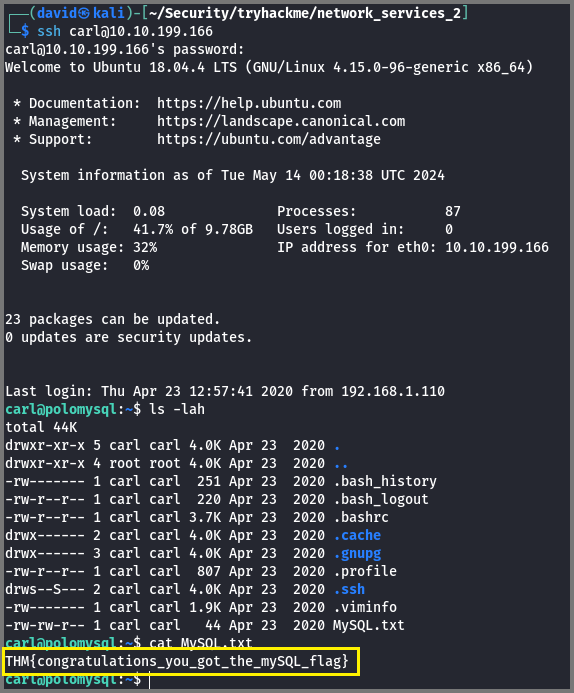 ┌──(david㉿kali)-[~/Security/tryhackme/network_services_2]
└─$ ssh carl@10.10.199.166
carl@10.10.199.166's password:
Welcome to Ubuntu 18.04.4 LTS (GNU/Linux 4.15.0-96-generic x86_64)

 * Documentation:  https://help.ubuntu.com
 * Management:     https://landscape.canonical.com
 * Support:        https://ubuntu.com/advantage

  System information as of Tue May 14 00:18:38 UTC 2024

  System load:  0.08              Processes:           87
  Usage of /:   41.7% of 9.78GB   Users logged in:     0
  Memory usage: 32%               IP address for eth0: 10.10.199.166
  Swap usage:   0%

23 packages can be updated.
0 updates are security updates.

Last login: Thu Apr 23 12:57:41 2020 from 192.168.1.110
carl@polomysql:~$ ls -lah
total 44K
drwxr-xr-x 5 carl carl 4.0K Apr 23  2020 .
drwxr-xr-x 4 root root 4.0K Apr 23  2020 ..
-rw------- 1 carl carl  251 Apr 23  2020 .bash_history
-rw-r--r-- 1 carl carl  220 Apr 23  2020 .bash_logout
-rw-r--r-- 1 carl carl 3.7K Apr 23  2020 .bashrc
drwx------ 2 carl carl 4.0K Apr 23  2020 .cache
drwx------ 3 carl carl 4.0K Apr 23  2020 .gnupg
-rw-r--r-- 1 carl carl  807 Apr 23  2020 .profile
drws--S--- 2 carl carl 4.0K Apr 23  2020 .ssh
-rw------- 1 carl carl 1.9K Apr 23  2020 .viminfo
-rw-rw-r-- 1 carl carl   44 Apr 23  2020 MySQL.txt
carl@polomysql:~$ cat MySQL.txt
THM{congratulations_you_got_the_mySQL_flag}
carl@polomysql:~$